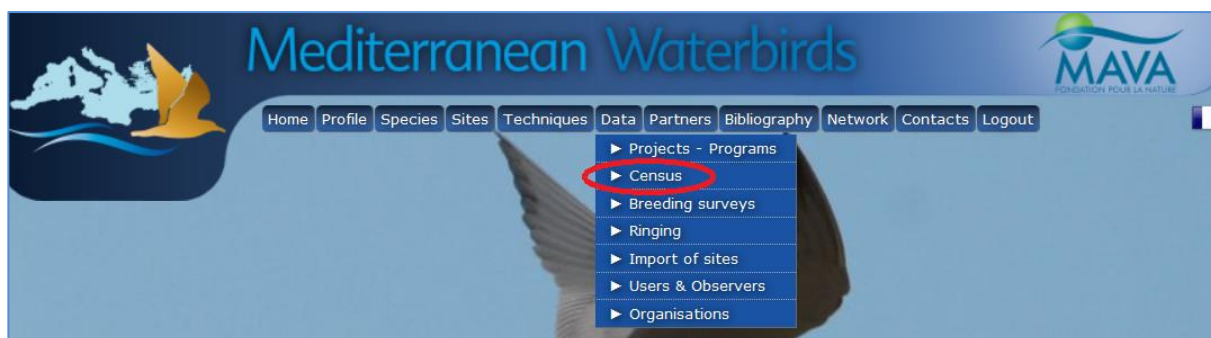 Mediterranean Waterbirds
MAVA
FONDATION POUR LA NATURE
Home Profile Species Sites Techniques Data Partners Bibliography Network Contacts Logout
► Projects - Programs
► Census
► Breeding surveys
► Ringing
► Import of sites
► Users & Observers
► Organisations